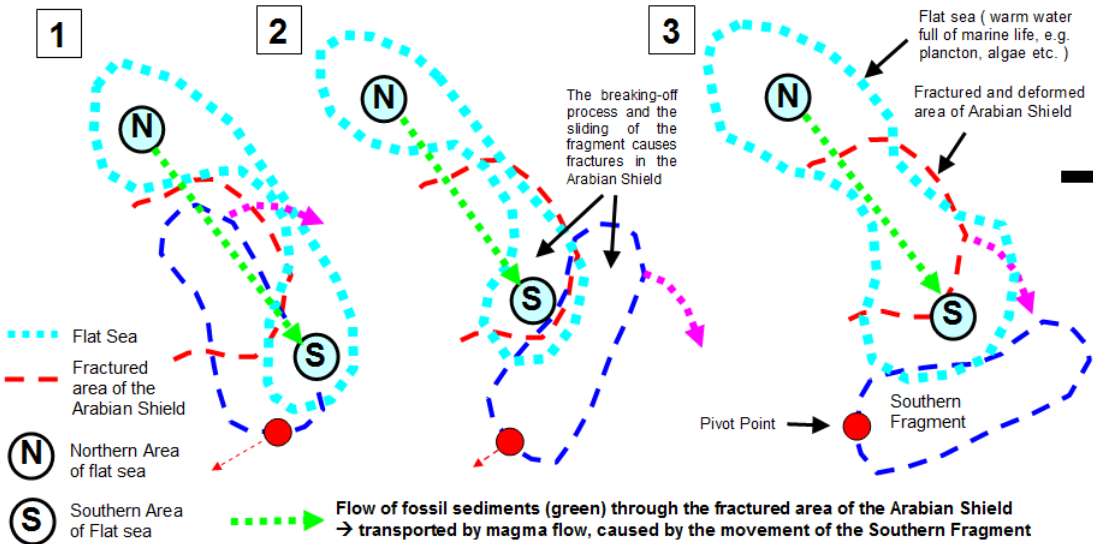 1
2
3
Flat sea ( warm water
full of marine life, e.g.
plancton, algae etc. )
Fractured and deformed
area of Arabian Shield
The breaking-off
process and the
sliding of the
fragment causes
fractures in the
Arabian Shield
N
N
N
S
S
S
Flat Sea
Fractured
area of the
Arabian Shield
Pivot Point
Southern
Fragment
N
Northern Area
of flat sea
S
Southern Area
of Flat sea
Flow of fossil sediments (green) through the fractured area of the Arabian Shield
→ transported by magma flow, caused by the movement of the Southern Fragment